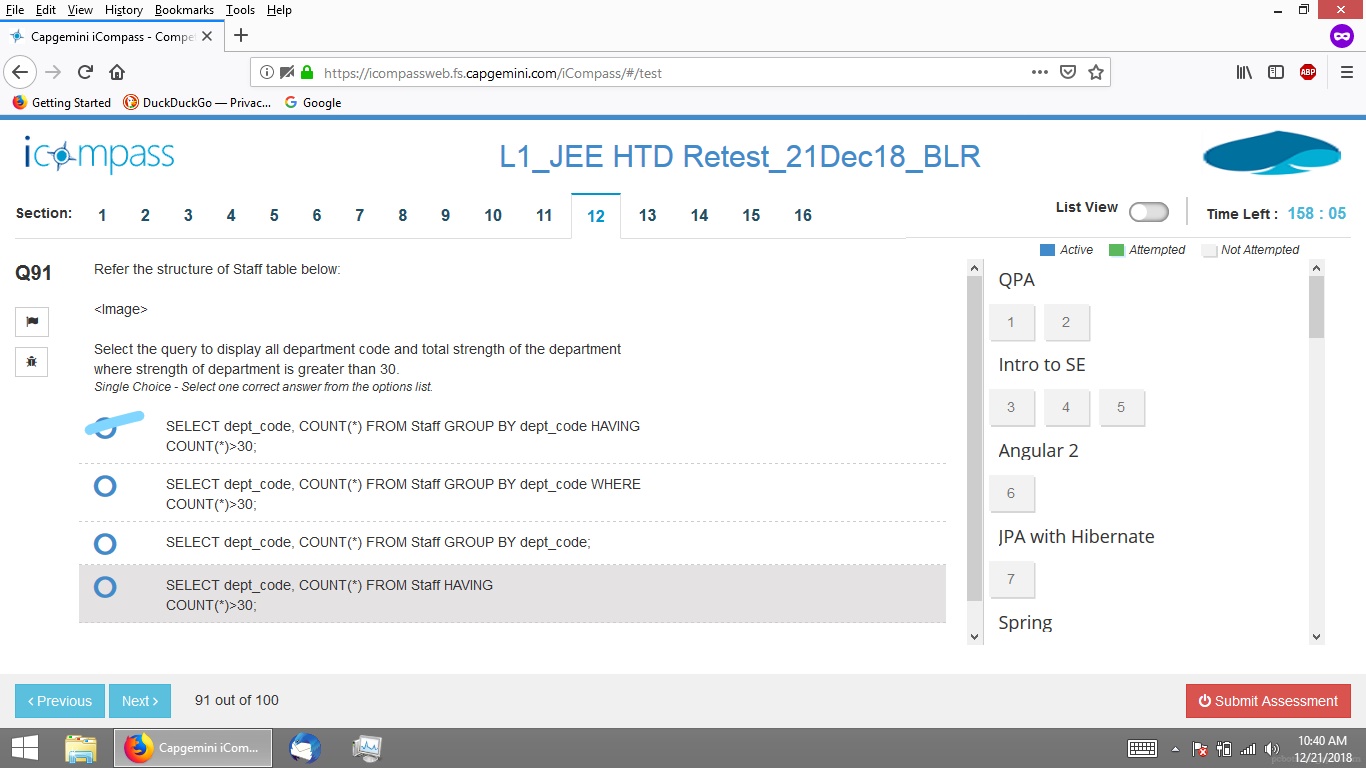 File Edit View History Bookmarks Tools Help
Capgemini iCompass - Compe
https://icompassweb.fs.capgemini.com/iCompass/#/test
ABP
Getting Started DuckDuckGo — Privac... Google
icompass
L1_JEE HTD Retest_21Dec18_BLR
Section: 1 2 3 4 5 6 7 8 9 10 11 12 13 14 15 16
List View
Time Left : 158 : 05
Active Attempted Not Attempted
Q91
Refer the structure of Staff table below:
<Image>
Select the query to display all department code and total strength of the department
where strength of department is greater than 30.
Single Choice - Select one correct answer from the options list.
SELECT dept_code, COUNT(*) FROM Staff GROUP BY dept_code HAVING
COUNT(*)>30;
SELECT dept_code, COUNT(*) FROM Staff GROUP BY dept_code WHERE
COUNT(*)>30;
SELECT dept_code, COUNT(*) FROM Staff GROUP BY dept_code;
SELECT dept_code, COUNT(*) FROM Staff HAVING
COUNT(*)>30;
QPA
1 2
Intro to SE
3 4 5
Angular 2
6
JPA with Hibernate
7
Spring
Previous Next 91 out of 100
Submit Assessment
Capgemini iCom...
10:40 AM
12/21/2018